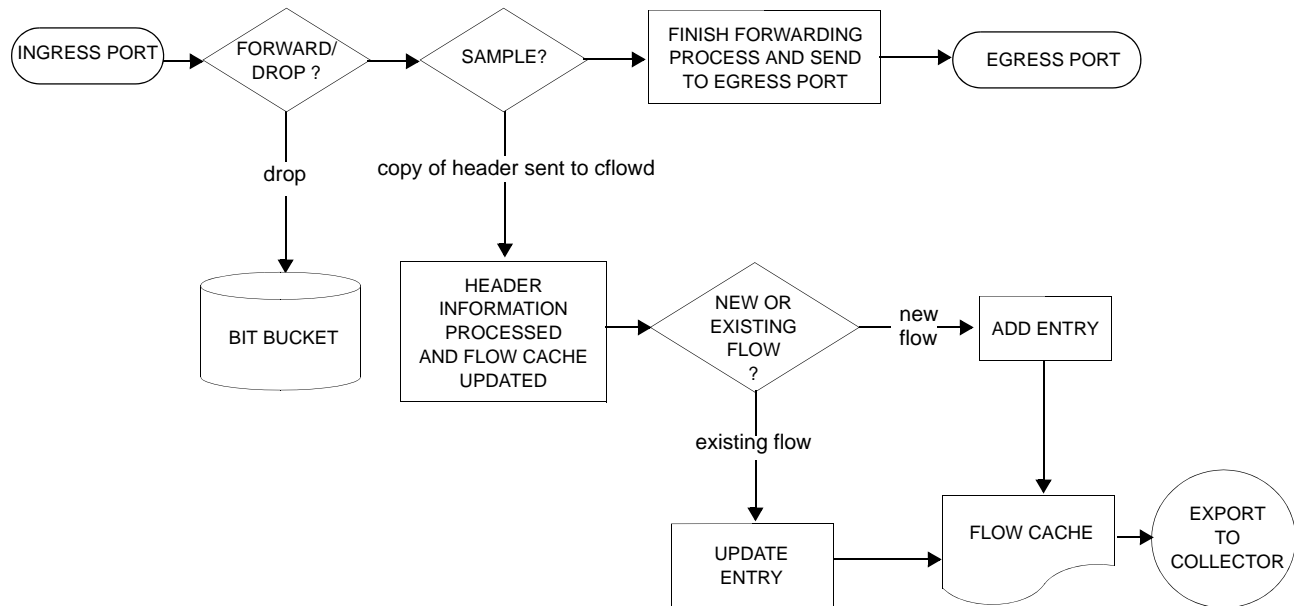 INGRESS PORT
FORWARD/
DROP ?
SAMPLE?
FINISH FORWARDING
PROCESS AND SEND
TO EGRESS PORT
EGRESS PORT
drop
copy of header sent to cflowd
BIT BUCKET
HEADER
INFORMATION
PROCESSED
AND FLOW CACHE
UPDATED
NEW OR
EXISTING
FLOW
?
new
flow
ADD ENTRY
existing flow
UPDATE
ENTRY
FLOW CACHE
EXPORT
TO
COLLECTOR